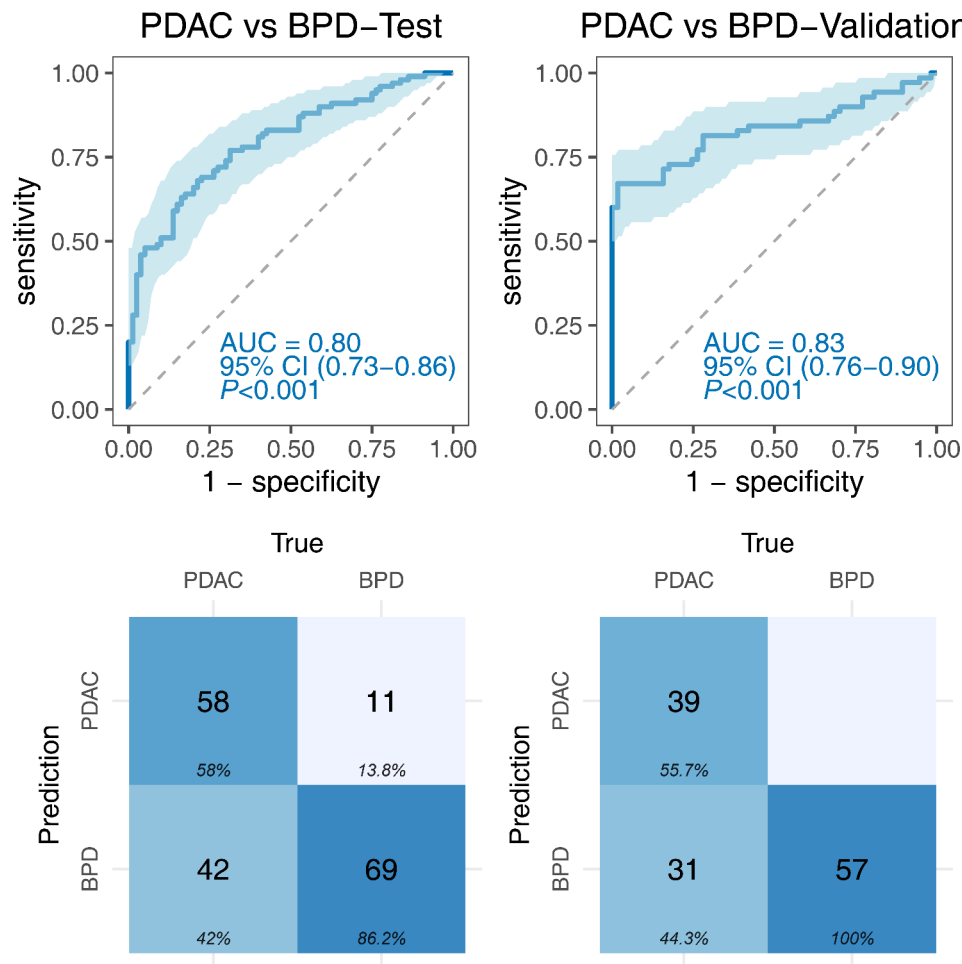 PDAC vs BPD−Test
1.00
0.75
0.50
0.25
0.00
sensitivity
AUC = 0.80
95% CI (0.73−0.86)
P<0.001
0.00 0.25 0.50 0.75 1.00
1 − specificity
PDAC vs BPD−Validation
1.00
0.75
0.50
0.25
0.00
sensitivity
AUC = 0.83
95% CI (0.76−0.90)
P<0.001
0.00 0.25 0.50 0.75 1.00
1 − specificity
True
PDAC BPD
Prediction
PDAC
58 11
58% 13.8%
BPD
42 69
42% 86.2%
True
PDAC BPD
Prediction
PDAC
39
55.7%
BPD
31 57
44.3% 100%